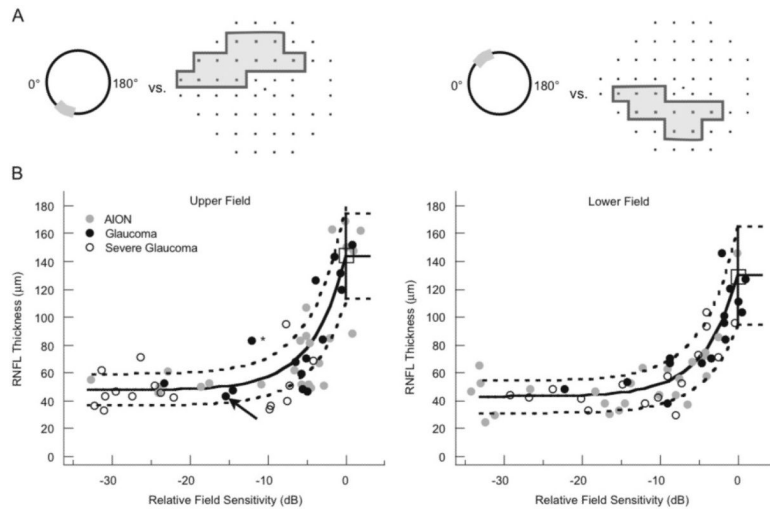 A
0° 180° vs.
0° 180° vs.
B
Upper Field
AION
Glaucoma
Severe Glaucoma
RNFL Thickness (μm)
180
160
140
120
100
80
60
40
20
0
-30 -20 -10 0
Relative Field Sensitivity (dB)
Lower Field
RNFL Thickness (μm)
180
160
140
120
100
80
60
40
20
0
-30 -20 -10 0
Relative Field Sensitivity (dB)